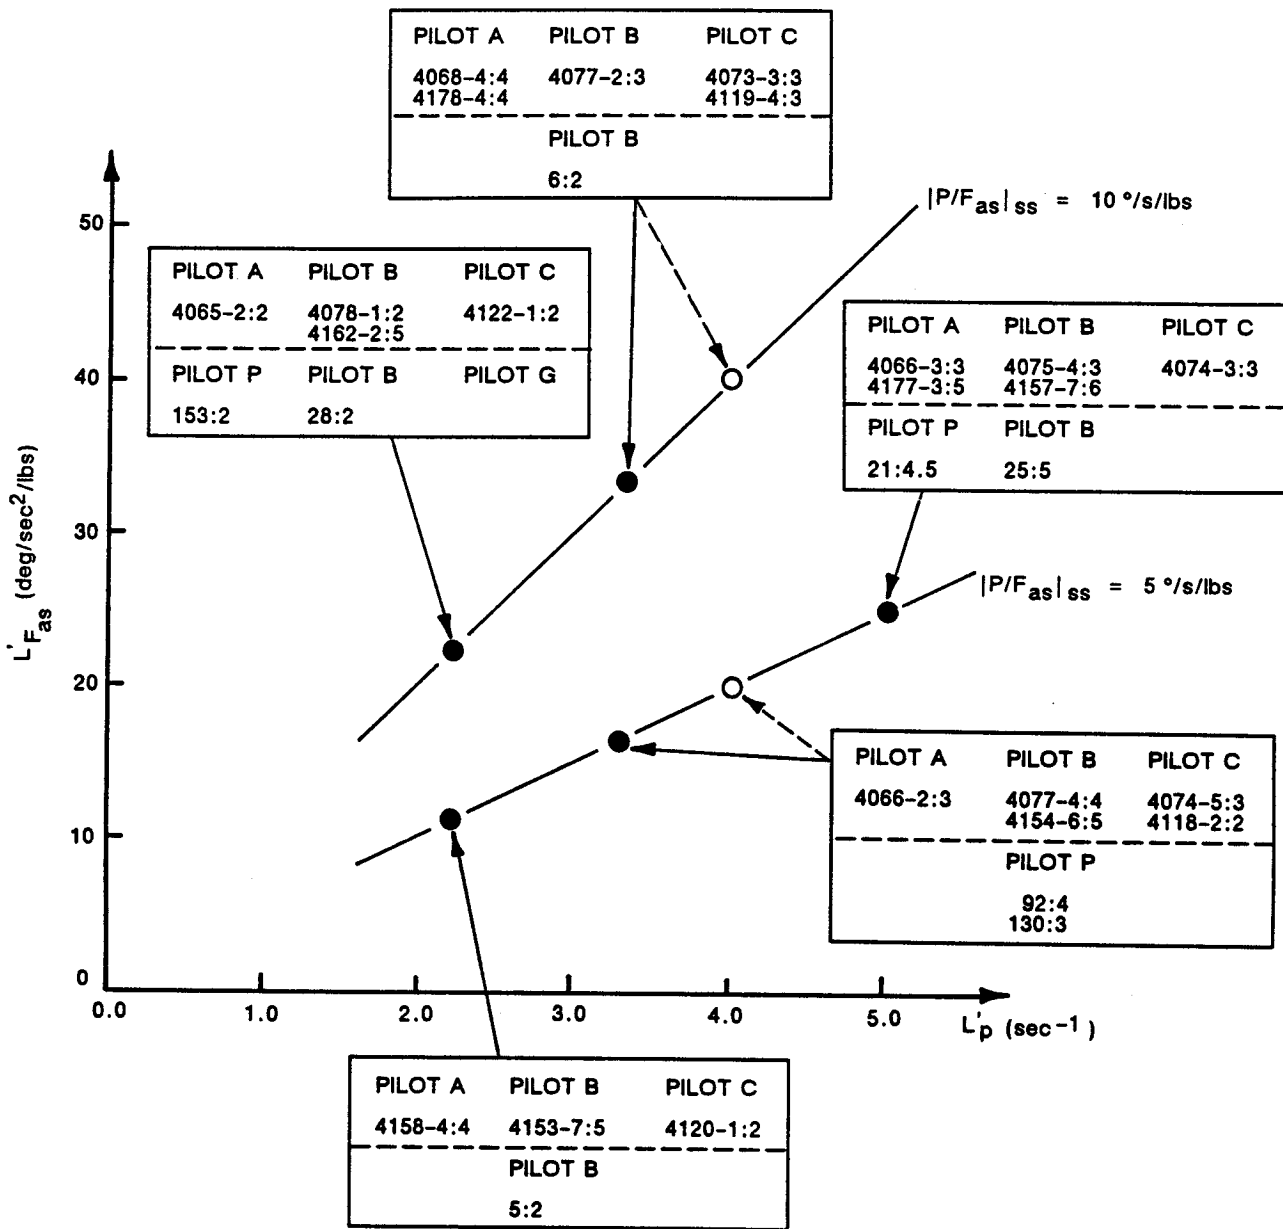 PILOT A PILOT B PILOT C
4068-4:4 4077-2:3 4073-3:3
4178-4:4 4119-4:3
PILOT B
6:2
|P/Fas|ss = 10 °/s/lbs
PILOT A PILOT B PILOT C
4065-2:2 4078-1:2 4122-1:2
4162-2:5
PILOT P PILOT B PILOT G
153:2 28:2
PILOT A PILOT B PILOT C
4066-3:3 4075-4:3 4074-3:3
4177-3:5 4157-7:6
PILOT P PILOT B
21:4.5 25:5
|P/Fas|ss = 5 °/s/lbs
PILOT A PILOT B PILOT C
4066-2:3 4077-4:4 4074-5:3
4154-6:5 4118-2:2
PILOT P
92:4
130:3
L'Fas (deg/sec²/lbs)
50
40
30
20
10
0
0.0 1.0 2.0 3.0 4.0 5.0
L'p (sec-1)
PILOT A PILOT B PILOT C
4158-4:4 4153-7:5 4120-1:2
PILOT B
5:2